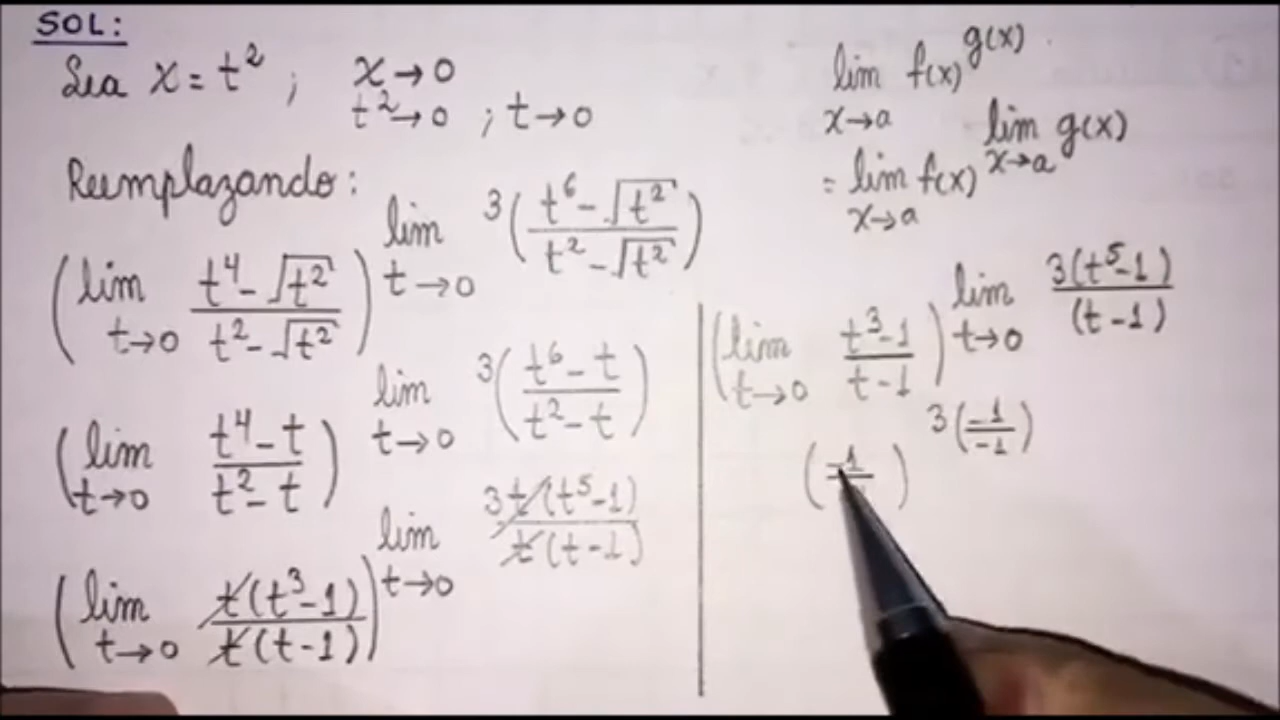 SOL:
Sea x = t² ; x→0
t²→0 ; t→0
Reemplazando:
(lim t→0 (t⁴ - √t²)/(t² - √t²)) ^ lim t→0 3((t⁶ - √t²)/(t² - √t²))
(lim t→0 (t⁴ - t)/(t² - t)) ^ lim t→0 3((t⁶ - t)/(t² - t))
(lim t→0 t(t³-1)/t(t-1)) ^ lim t→0 3t(t⁵-1)/t(t-1)
lim x→a f(x)^g(x)
= lim x→a f(x) ^ lim x→a g(x)
(lim t→0 (t³-1)/(t-1)) ^ lim t→0 3(t⁵-1)/(t-1)
(-1/) ^ 3(-1/-1)